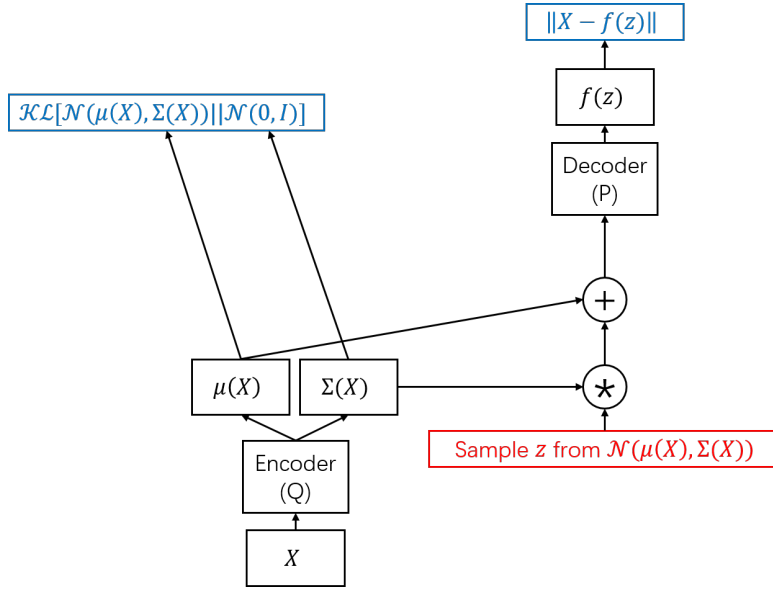 ‖X − f(z)‖
𝒦ℒ[𝒩(μ(X), Σ(X))||𝒩(0, I)]
f(z)
Decoder
(P)
+
μ(X)
Σ(X)
*
Sample z from 𝒩(μ(X), Σ(X))
Encoder
(Q)
X